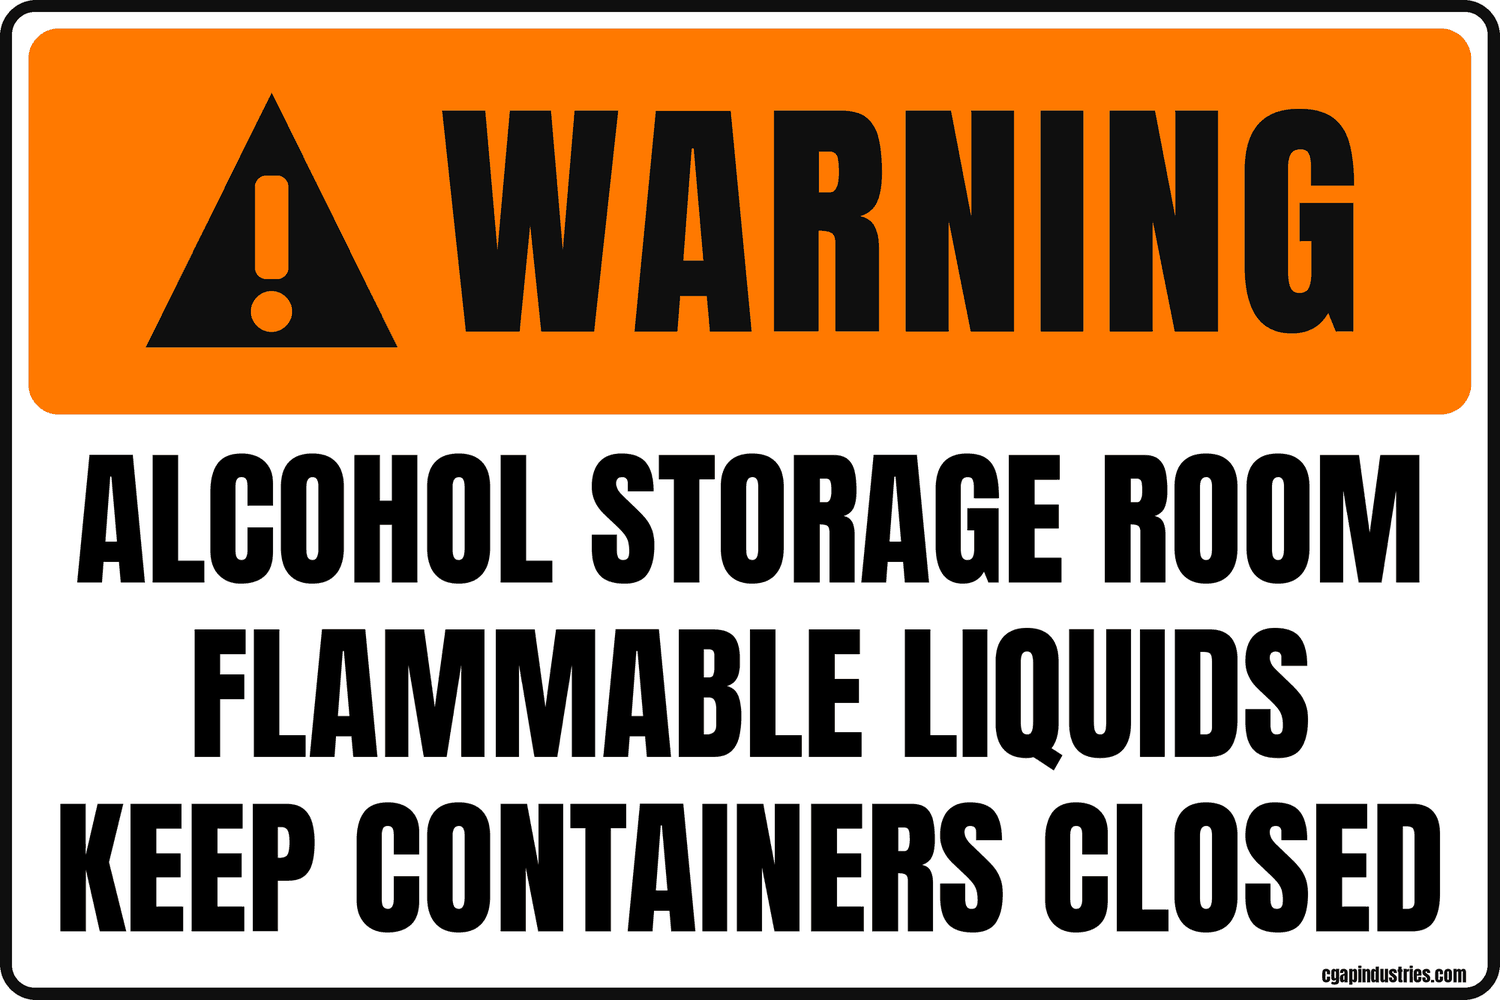 WARNING
ALCOHOL STORAGE ROOM
FLAMMABLE LIQUIDS
KEEP CONTAINERS CLOSED
cgapindustries.com